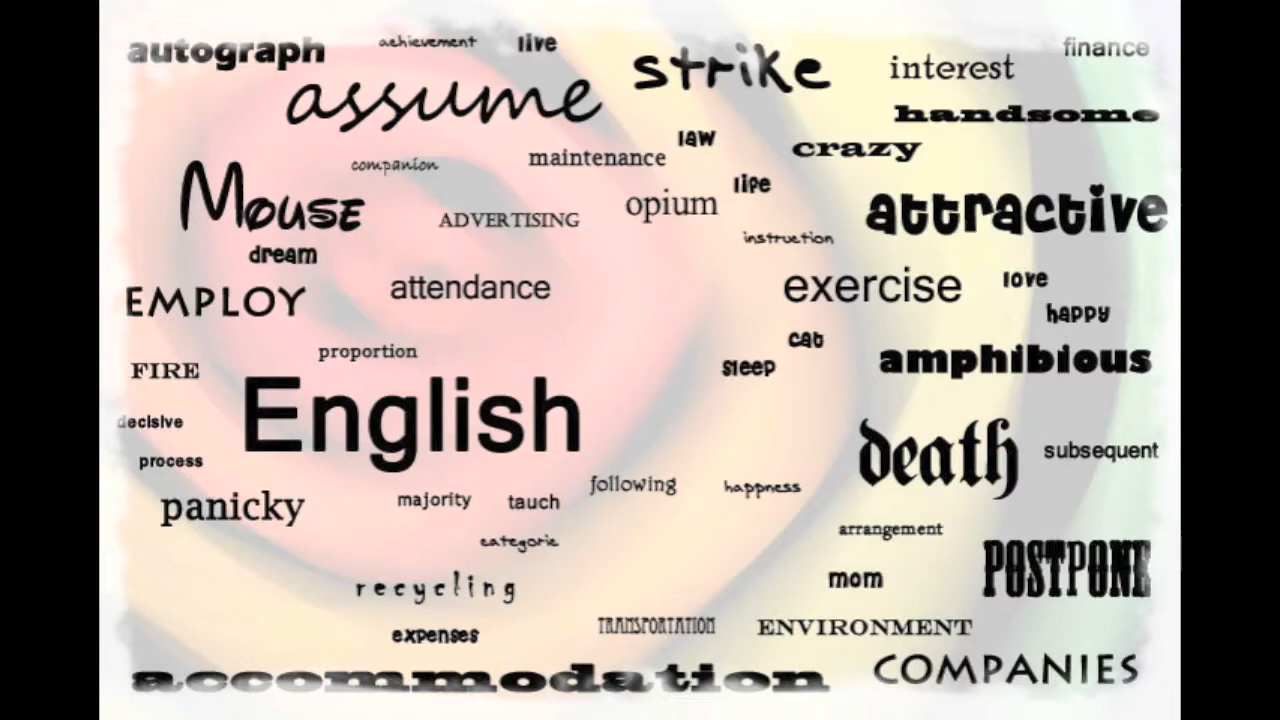 autograph
achievement
live
strike
interest
finance
assume
handsome
law
crazy
companion
maintenance
life
Mouse
ADVERTISING
opium
attractive
instruction
dream
EMPLOY
attendance
exercise
love
happy
FIRE
proportion
cat
sleep
amphibious
decisive
English
death
subsequent
process
panicky
majority
tauch
following
happness
categorie
arrangement
recycling
mom
POSTPONE
expenses
TRANSPORTATION
ENVIRONMENT
accommodation
COMPANIES